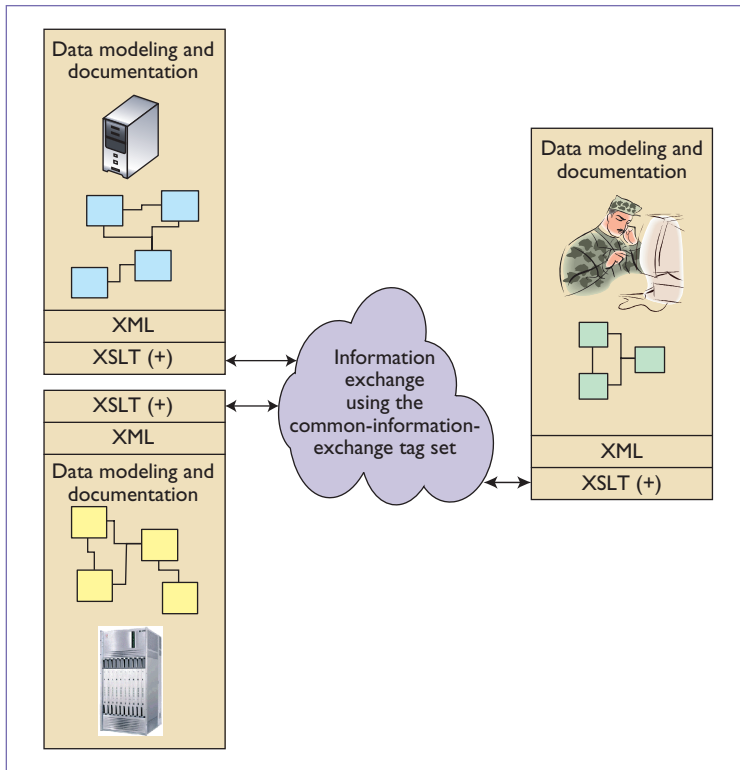 Data modeling and
documentation
XML
XSLT (+)
XSLT (+)
XML
Data modeling and
documentation
Information
exchange
using the
common-information-
exchange tag set
Data modeling and
documentation
XML
XSLT (+)